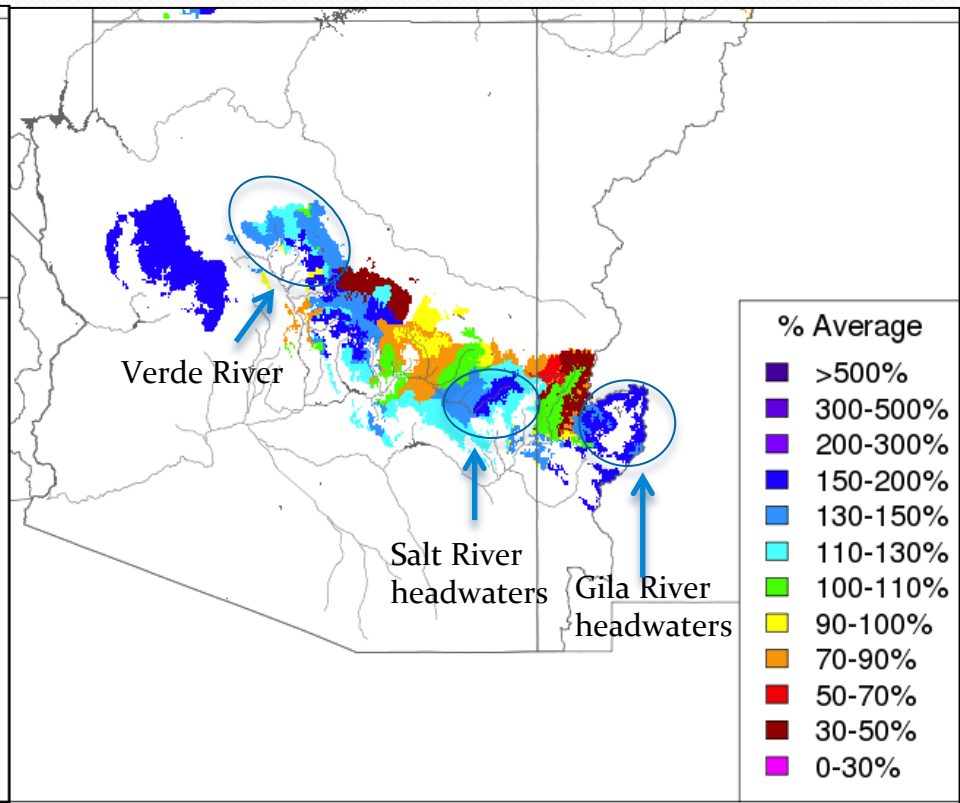 Verde River
Salt River
headwaters
Gila River
headwaters
% Average
>500%
300-500%
200-300%
150-200%
130-150%
110-130%
100-110%
90-100%
70-90%
50-70%
30-50%
0-30%